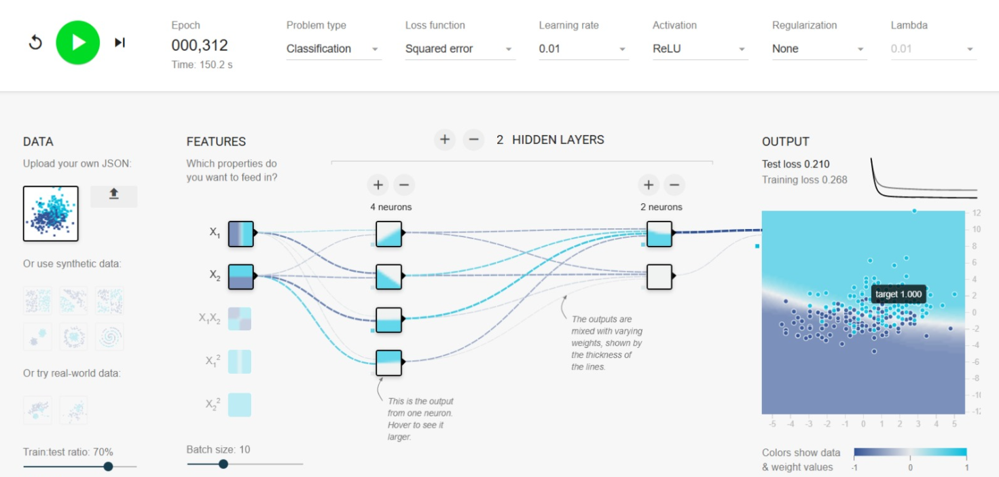 Epoch
000,312
Time: 150.2 s
Problem type
Classification
Loss function
Squared error
Learning rate
0.01
Activation
ReLU
Regularization
None
Lambda
0.01
DATA
Upload your own JSON:
Or use synthetic data:
Or try real-world data:
Train:test ratio: 70%
FEATURES
Which properties do
you want to feed in?
X₁
X₂
X₁X₂
X₁²
X₂²
Batch size: 10
+ − 2 HIDDEN LAYERS
+ −
4 neurons
+ −
2 neurons
The outputs are
mixed with varying
weights, shown by
the thickness of
the lines.
This is the output
from one neuron.
Hover to see it
larger.
OUTPUT
Test loss 0.210
Training loss 0.268
target 1.000
12
10
8
6
4
2
0
-2
-4
-6
-8
-5 -4 -3 -2 -1 0 1 2 3 4 5
Colors show data
& weight values
-1 0 1